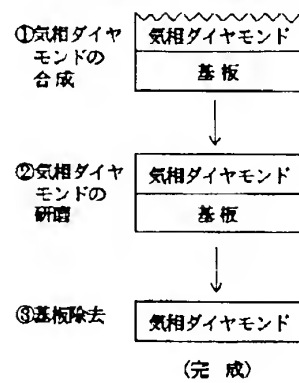 ①気相ダイヤ
モンドの
合成
気相ダイヤモンド
基板
②気相ダイヤ
モンドの
研磨
気相ダイヤモンド
基板
③基板除去
気相ダイヤモンド
(完 成)